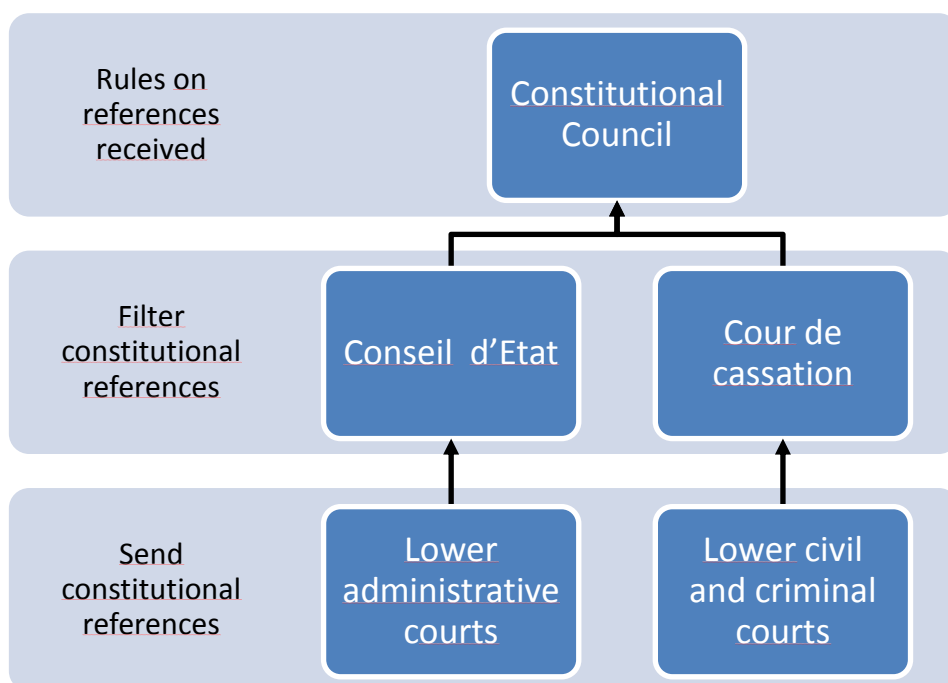 Rules on
references
received
Constitutional
Council
Filter
constitutional
references
Conseil d’Etat
Cour de
cassation
Send
constitutional
references
Lower
administrative
courts
Lower civil
and criminal
courts